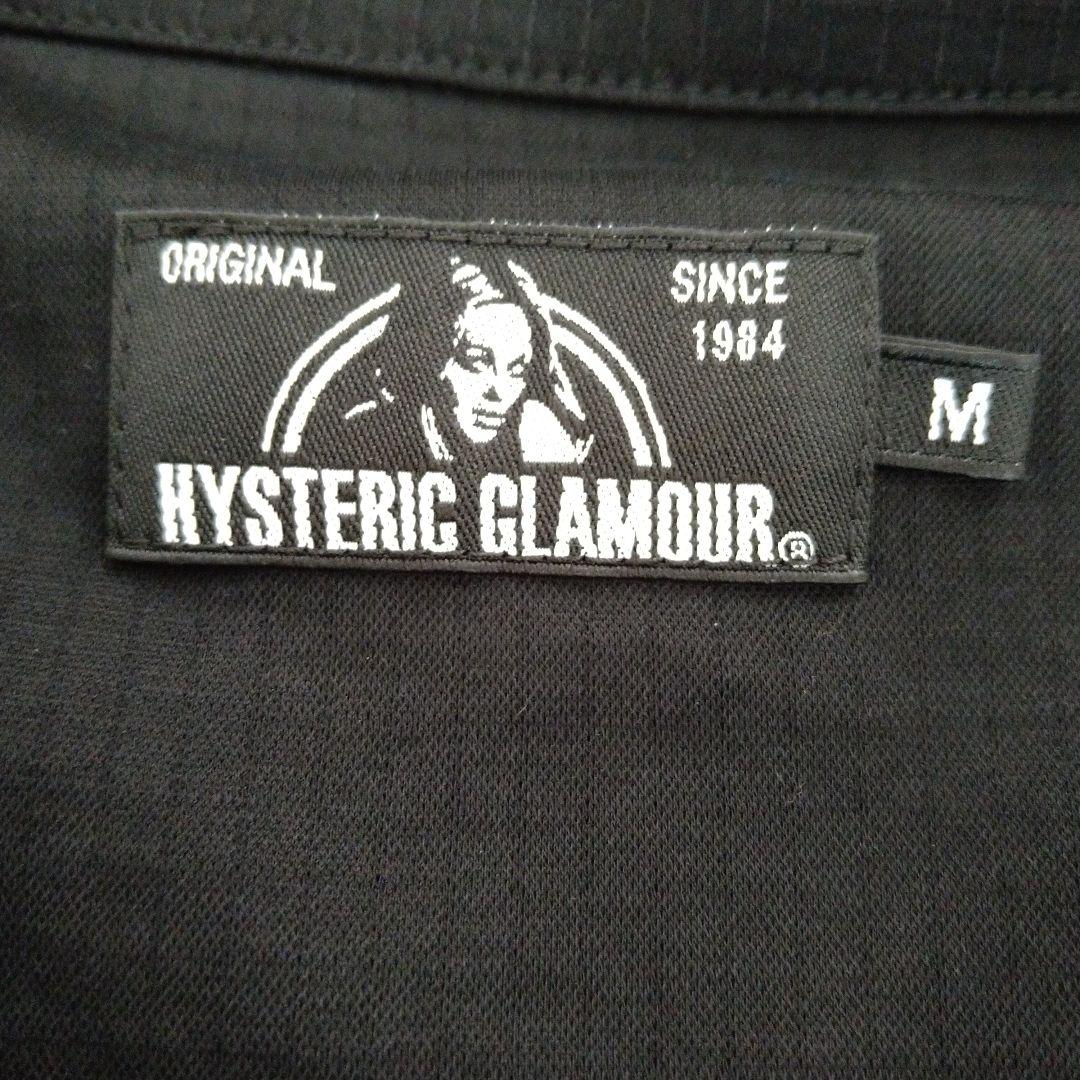 ORIGINAL
SINCE
1984
HYSTERIC GLAMOUR®
M